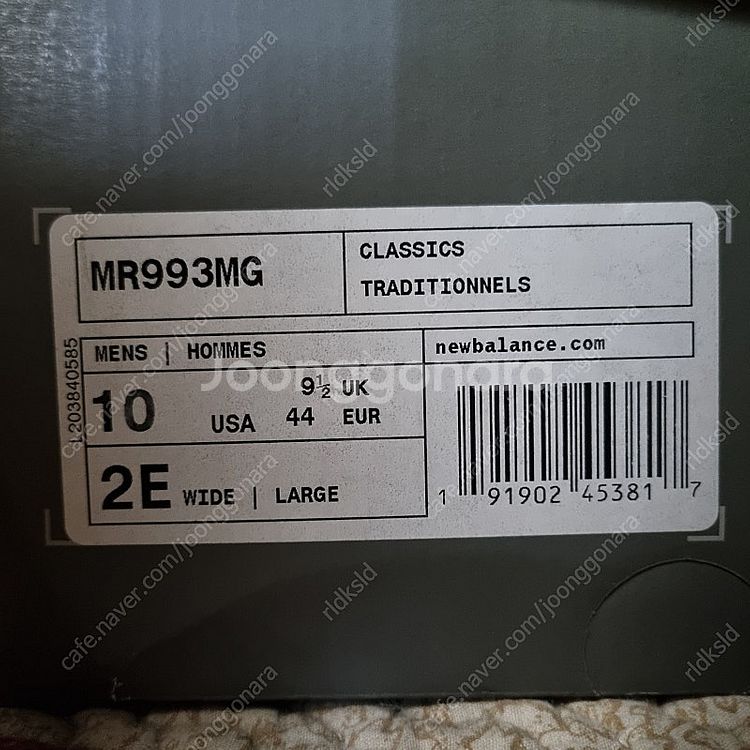 MR993MG
CLASSICS
TRADITIONNELS
MENS | HOMMES
newbalance.com
L203840585
10 USA
9½ UK
44 EUR
2E WIDE | LARGE
1 91902 45381 7
Joonggonara
cafe.naver.com/joonggonara
rldksld